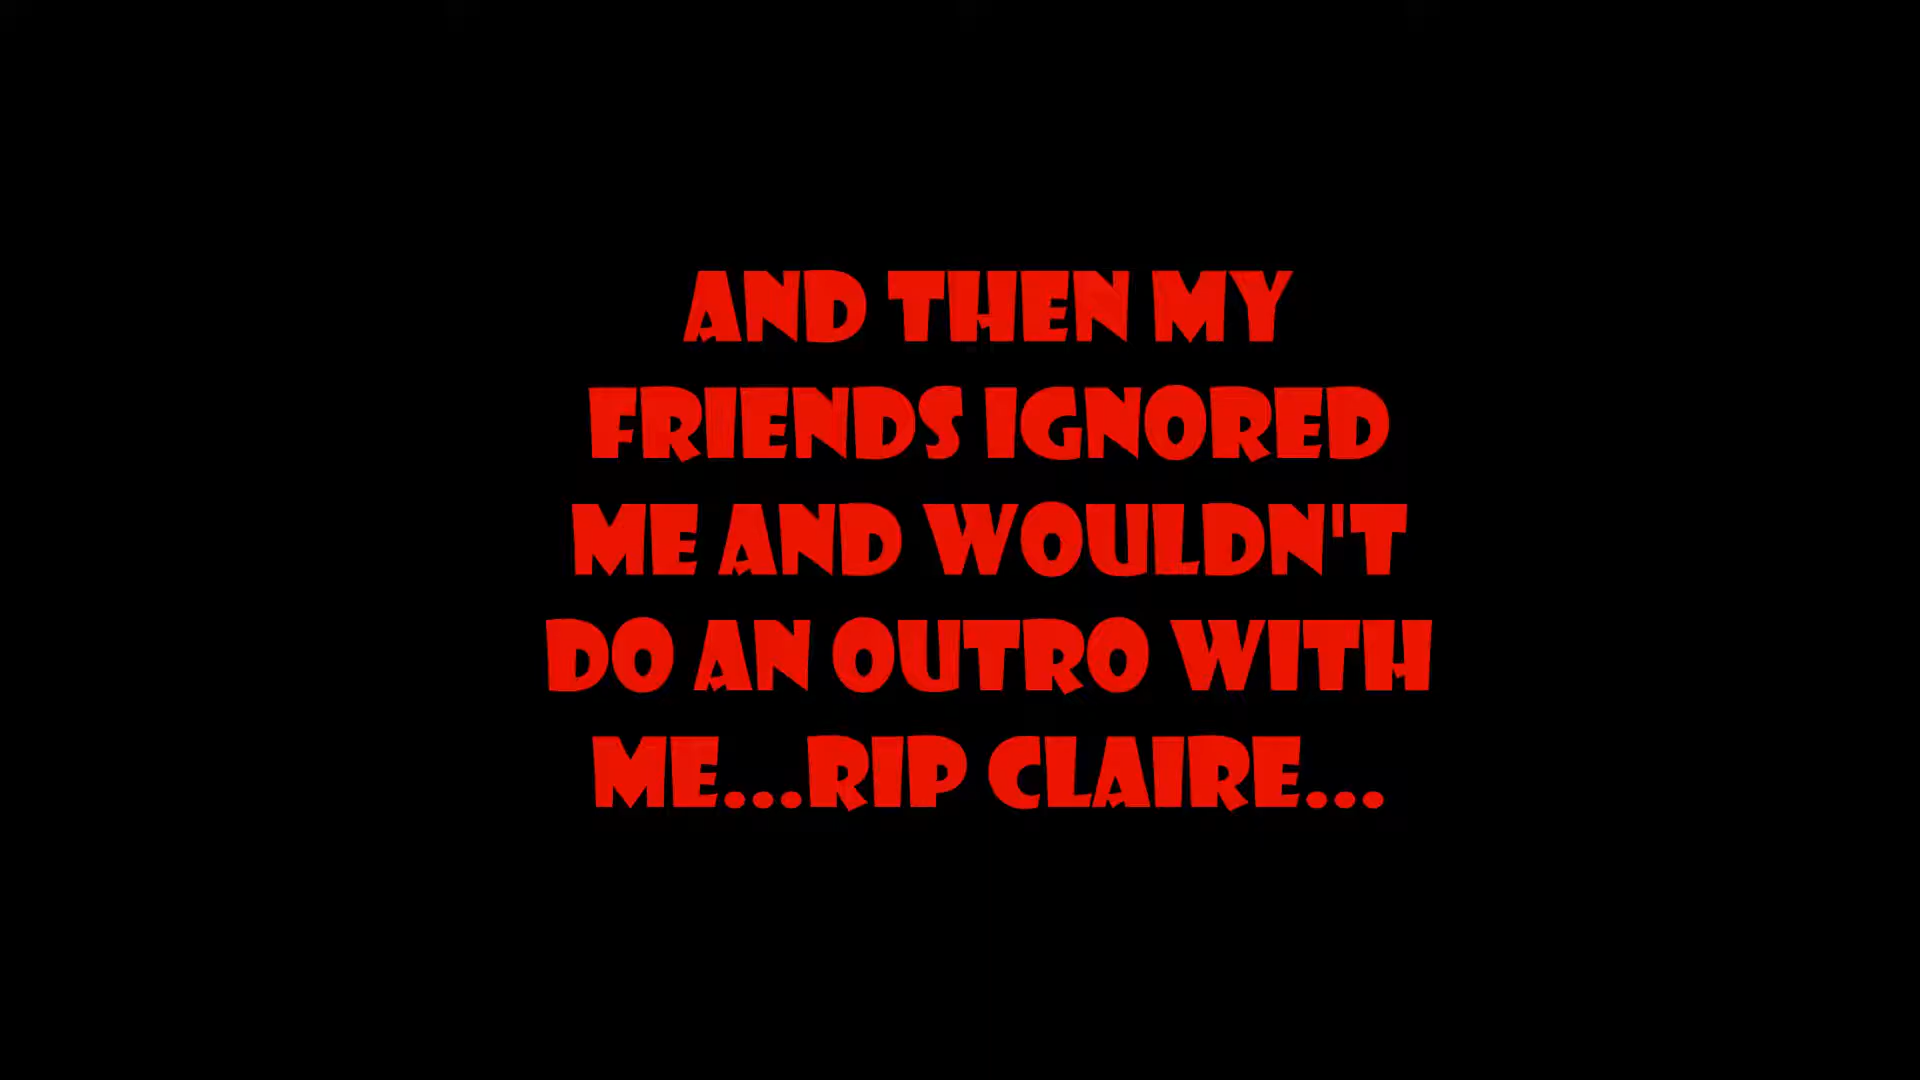 AND THEN MY
FRIENDS IGNORED
ME AND WOULDN'T
DO AN OUTRO WITH
ME...RIP CLAIRE...